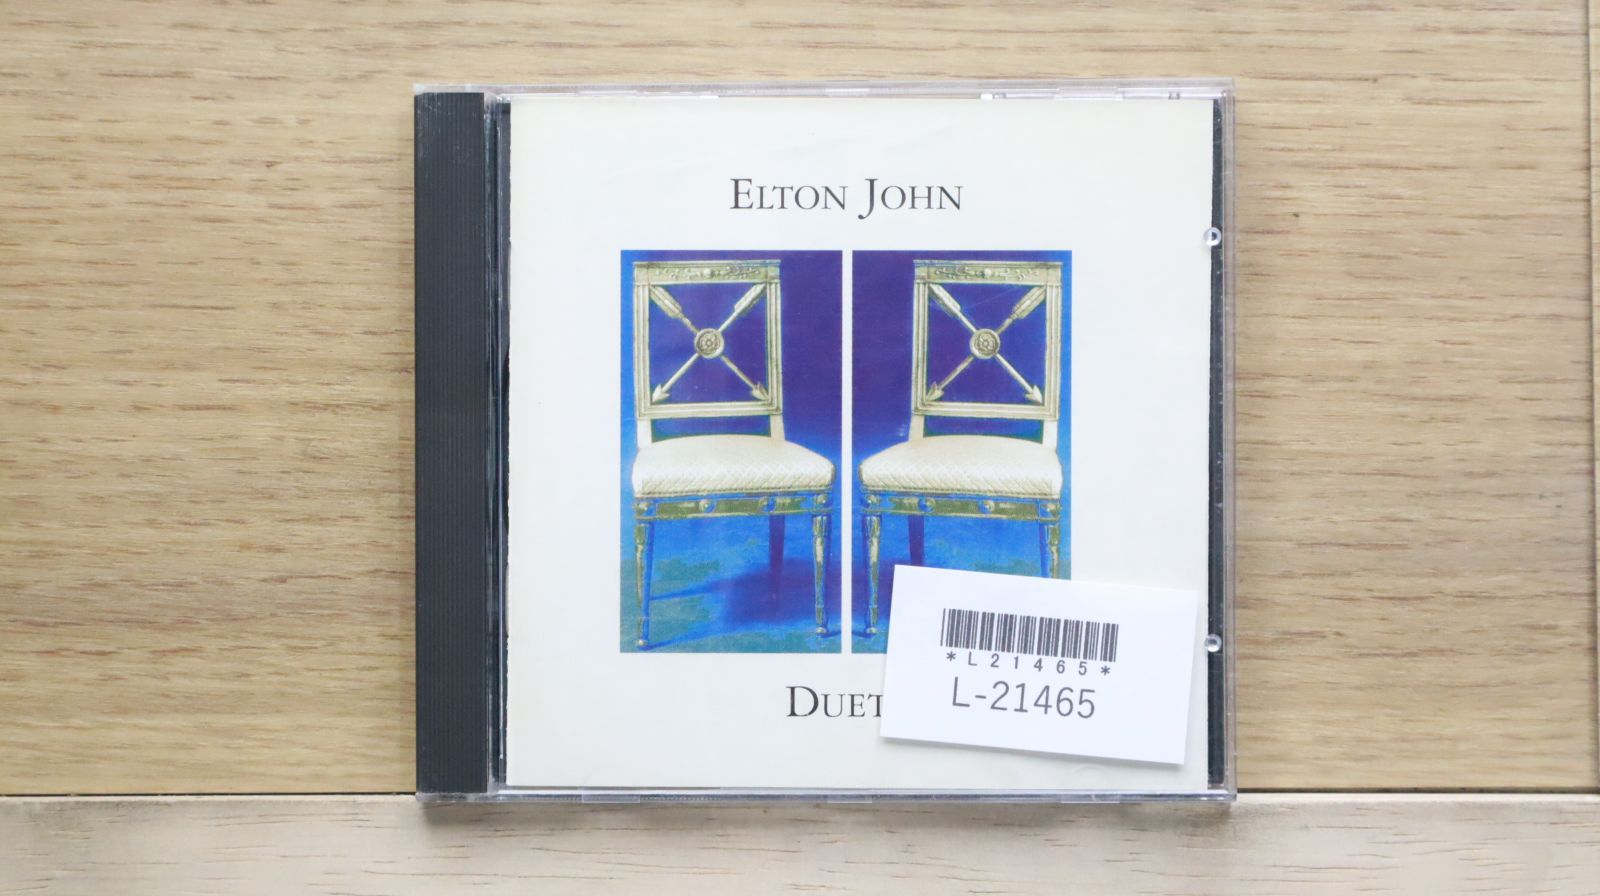 ELTON JOHN
DUET
*L21465*
L-21465